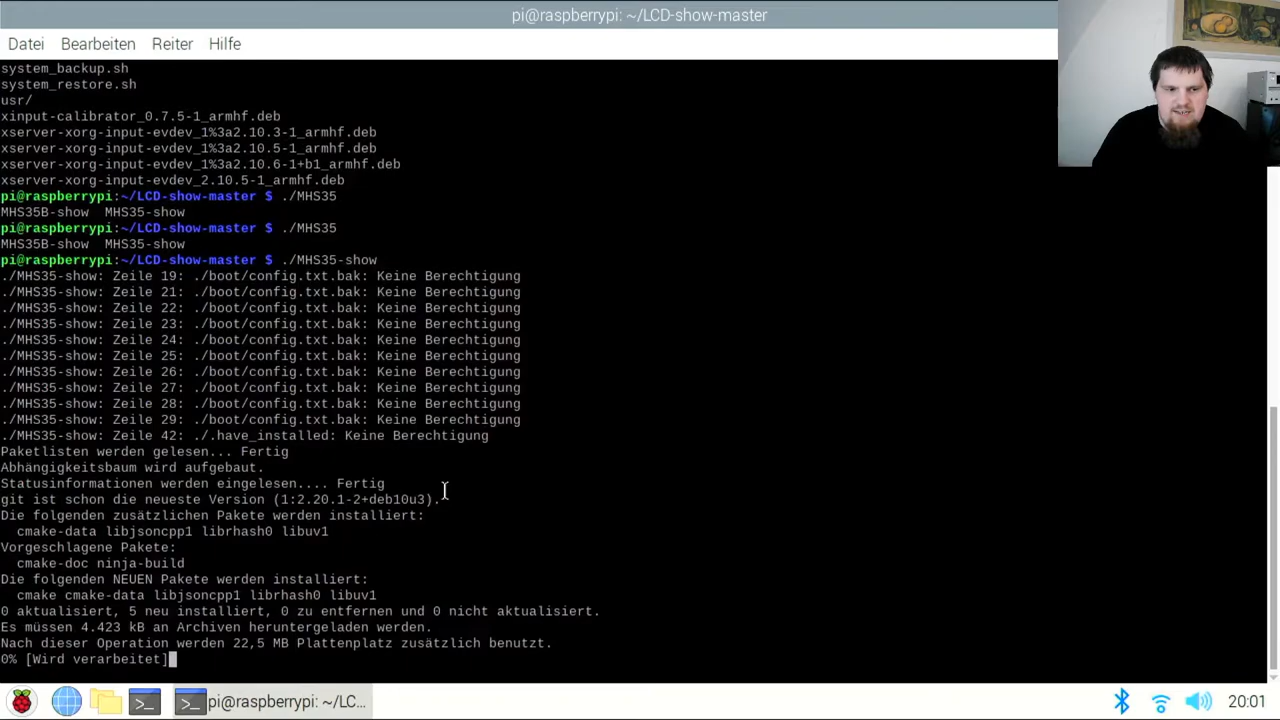 pi@raspberrypi: ~/LCD-show-master
Datei Bearbeiten Reiter Hilfe
system_backup.sh
system_restore.sh
usr/
xinput-calibrator_0.7.5-1_armhf.deb
xserver-xorg-input-evdev_1%3a2.10.3-1_armhf.deb
xserver-xorg-input-evdev_1%3a2.10.5-1_armhf.deb
xserver-xorg-input-evdev_1%3a2.10.6-1+b1_armhf.deb
xserver-xorg-input-evdev_2.10.5-1_armhf.deb
pi@raspberrypi:~/LCD-show-master $ ./MHS35
MHS35B-show  MHS35-show
pi@raspberrypi:~/LCD-show-master $ ./MHS35
MHS35B-show  MHS35-show
pi@raspberrypi:~/LCD-show-master $ ./MHS35-show
./MHS35-show: Zeile 19: ./boot/config.txt.bak: Keine Berechtigung
./MHS35-show: Zeile 21: ./boot/config.txt.bak: Keine Berechtigung
./MHS35-show: Zeile 22: ./boot/config.txt.bak: Keine Berechtigung
./MHS35-show: Zeile 23: ./boot/config.txt.bak: Keine Berechtigung
./MHS35-show: Zeile 24: ./boot/config.txt.bak: Keine Berechtigung
./MHS35-show: Zeile 25: ./boot/config.txt.bak: Keine Berechtigung
./MHS35-show: Zeile 26: ./boot/config.txt.bak: Keine Berechtigung
./MHS35-show: Zeile 27: ./boot/config.txt.bak: Keine Berechtigung
./MHS35-show: Zeile 28: ./boot/config.txt.bak: Keine Berechtigung
./MHS35-show: Zeile 29: ./boot/config.txt.bak: Keine Berechtigung
./MHS35-show: Zeile 42: ./.have_installed: Keine Berechtigung
Paketlisten werden gelesen... Fertig
Abhängigkeitsbaum wird aufgebaut.
Statusinformationen werden eingelesen.... Fertig
git ist schon die neueste Version (1:2.20.1-2+deb10u3).
Die folgenden zusätzlichen Pakete werden installiert:
  cmake-data libjsoncpp1 librhash0 libuv1
Vorgeschlagene Pakete:
  cmake-doc ninja-build
Die folgenden NEUEN Pakete werden installiert:
  cmake cmake-data libjsoncpp1 librhash0 libuv1
0 aktualisiert, 5 neu installiert, 0 zu entfernen und 0 nicht aktualisiert.
Es müssen 4.423 kB an Archiven heruntergeladen werden.
Nach dieser Operation werden 22,5 MB Plattenplatz zusätzlich benutzt.
0% [Wird verarbeitet]
pi@raspberrypi: ~/LC... 20:01